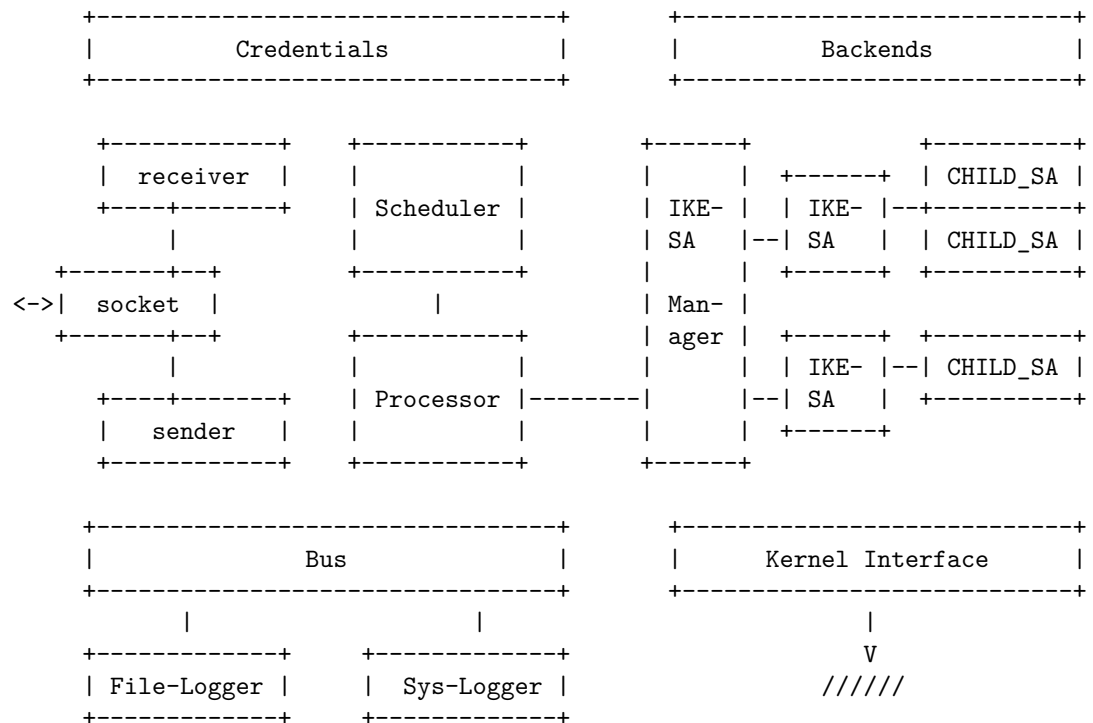 Credentials Backends
receiver CHILD_SA
Scheduler IKE- IKE-
SA SA CHILD_SA
<-> socket Man-
ager
IKE- CHILD_SA
Processor SA
sender
Bus Kernel Interface
V
File-Logger Sys-Logger //////